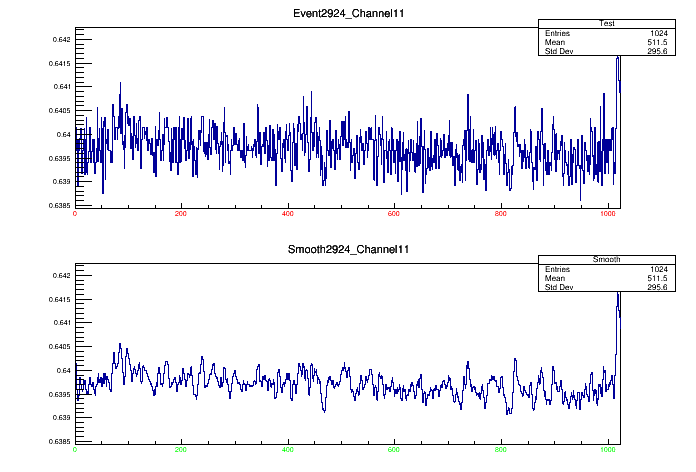 Event2924_Channel11
Test
Entries 1024
Mean 511.5
Std Dev 295.6
0.642
0.6415
0.641
0.6405
0.64
0.6395
0.639
0.6385
0 200 400 600 800 1000
Smooth2924_Channel11
Smooth
Entries 1024
Mean 511.5
Std Dev 295.6
0.642
0.6415
0.641
0.6405
0.64
0.6395
0.639
0.6385
0 200 400 600 800 1000